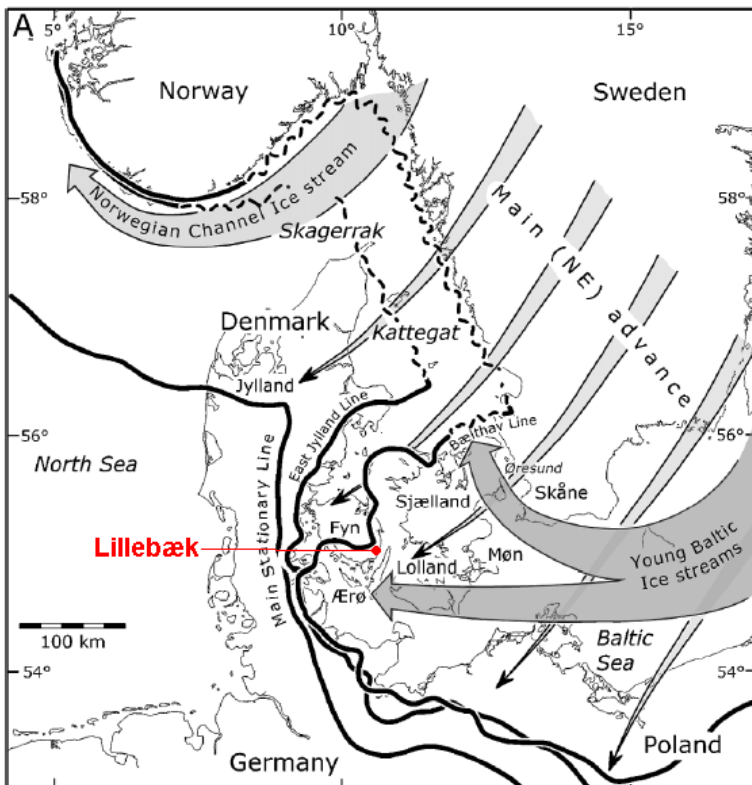 A
5°
10°
15°
Norway
Sweden
Norwegian Channel Ice stream
58°
58°
Skagerrak
Main (NE) advance
Denmark
Kattegat
Jylland
East Jylland Line
Bælthav Line
56°
56°
North Sea
Øresund
Sjælland
Skåne
Fyn
Main Stationary Line
Lillebæk
Lolland
Møn
Young Baltic
Ice streams
Ærø
100 km
Baltic
Sea
54°
54°
Poland
Germany